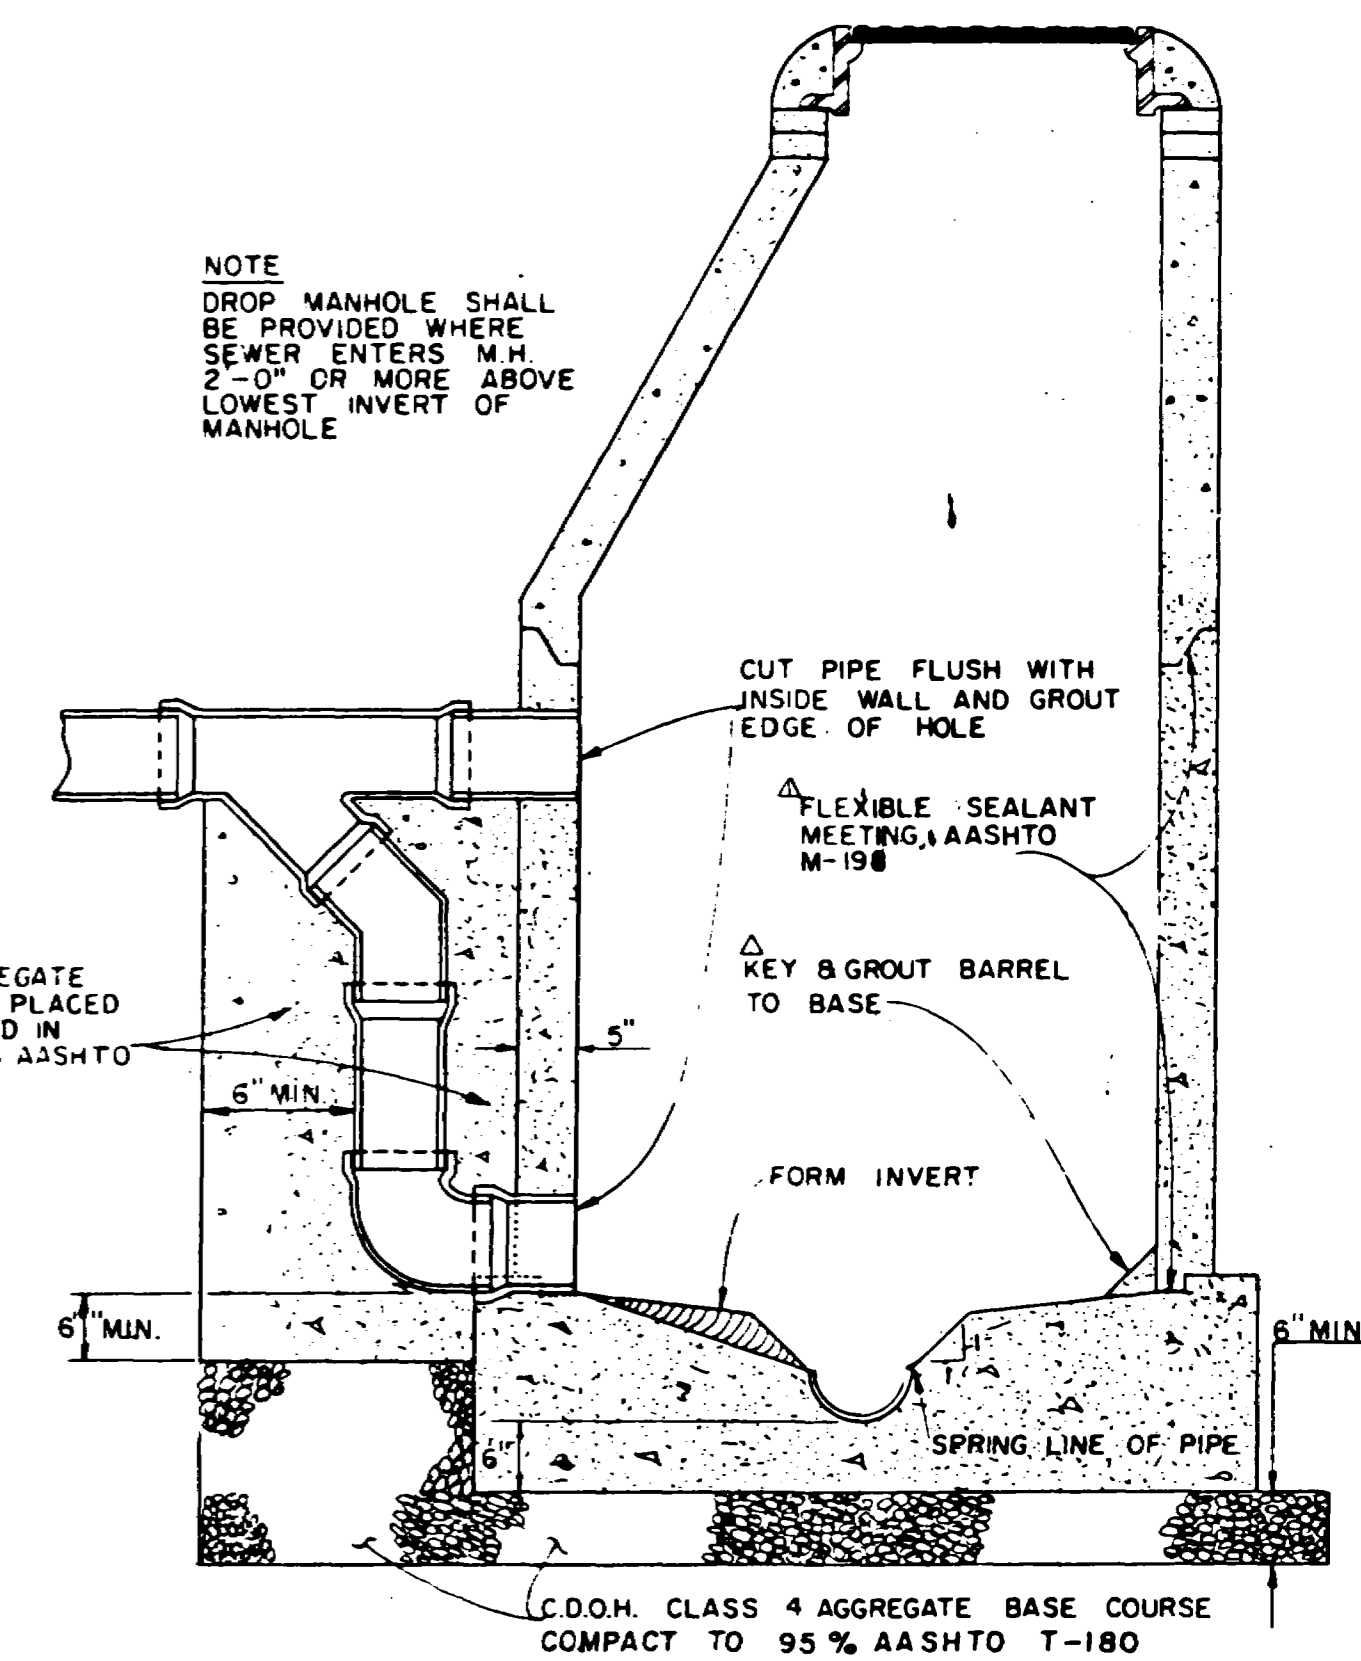 NOTE
DROP MANHOLE SHALL
BE PROVIDED WHERE
SEWER ENTERS M.H.
2'-0" OR MORE ABOVE
LOWEST INVERT OF
MANHOLE
CUT PIPE FLUSH WITH
INSIDE WALL AND GROUT
EDGE OF HOLE
FLEXIBLE SEALANT
MEETING AASHTO
M-198
KEY & GROUT BARREL
TO BASE
EGATE
PLACED
D IN
AASHTO
5"
6" MIN.
FORM INVERT
6" MIN.
6" MIN
1
1
6"
SPRING LINE OF PIPE
C.D.O.H. CLASS 4 AGGREGATE BASE COURSE
COMPACT TO 95 % AASHTO T-180